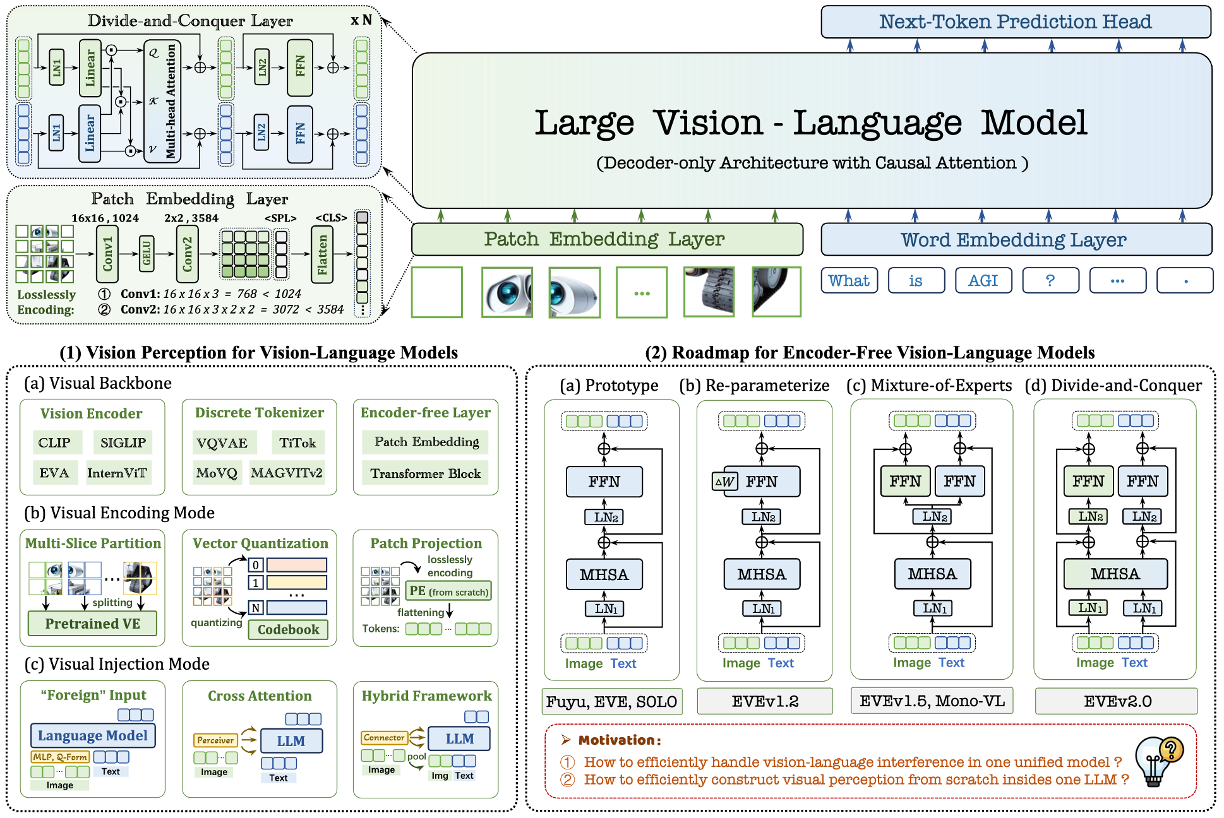 Divide-and-Conquer Layer
x N
LN1
Linear
Q
K
V
Multi-head Attention
LN2
FFN
LN1
Linear
LN2
FFN
Patch Embedding Layer
16x16 , 1024
2x2, 3584
<SPL>
<CLS>
Conv1
GELU
Conv2
Flatten
Losslessly
Encoding:
① Conv1: 16 x 16 x 3 = 768 < 1024
② Conv2: 16 x 16 x 3 x 2 x 2 = 3072 < 3584
Next-Token Prediction Head
Large Vision - Language Model
(Decoder-only Architecture with Causal Attention )
Patch Embedding Layer
Word Embedding Layer
...
What
is
AGI
?
...
.
(1) Vision Perception for Vision-Language Models
(a) Visual Backbone
Vision Encoder
CLIP
SIGLIP
EVA
InternViT
Discrete Tokenizer
VQVAE
TiTok
MoVQ
MAGVITv2
Encoder-free Layer
Patch Embedding
Transformer Block
(b) Visual Encoding Mode
Multi-Slice Partition
...
splitting
Pretrained VE
Vector Quantization
0
1
...
N
quantizing
Codebook
Patch Projection
losslessly
encoding
PE (from scratch)
flattening
Tokens:
...
(c) Visual Injection Mode
"Foreign" Input
Language Model
MLP, Q-Form
...
Text
Image
Cross Attention
Perceiver
LLM
...
Image
Text
Hybrid Framework
Connector
LLM
pool
...
Image
Img
Text
(2) Roadmap for Encoder-Free Vision-Language Models
(a) Prototype
FFN
LN2
MHSA
LN1
Image
Text
Fuyu, EVE, SOLO
(b) Re-parameterize
ΔW
FFN
LN2
MHSA
LN1
Image
Text
EVEv1.2
(c) Mixture-of-Experts
FFN
FFN
LN2
MHSA
LN1
Image
Text
EVEv1.5, Mono-VL
(d) Divide-and-Conquer
FFN
FFN
LN2
LN2
MHSA
LN1
LN1
Image
Text
EVEv2.0
➢ Motivation :
① How to efficiently handle vision-language interference in one unified model ?
② How to efficiently construct visual perception from scratch insides one LLM ?
?